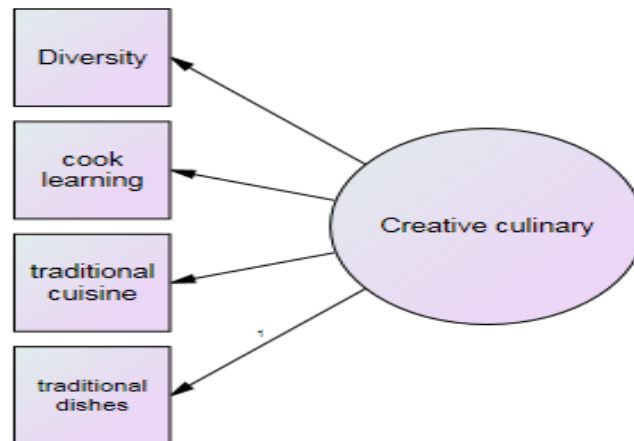 Diversity
cook
learning
Creative culinary
traditional
cuisine
1
traditional
dishes